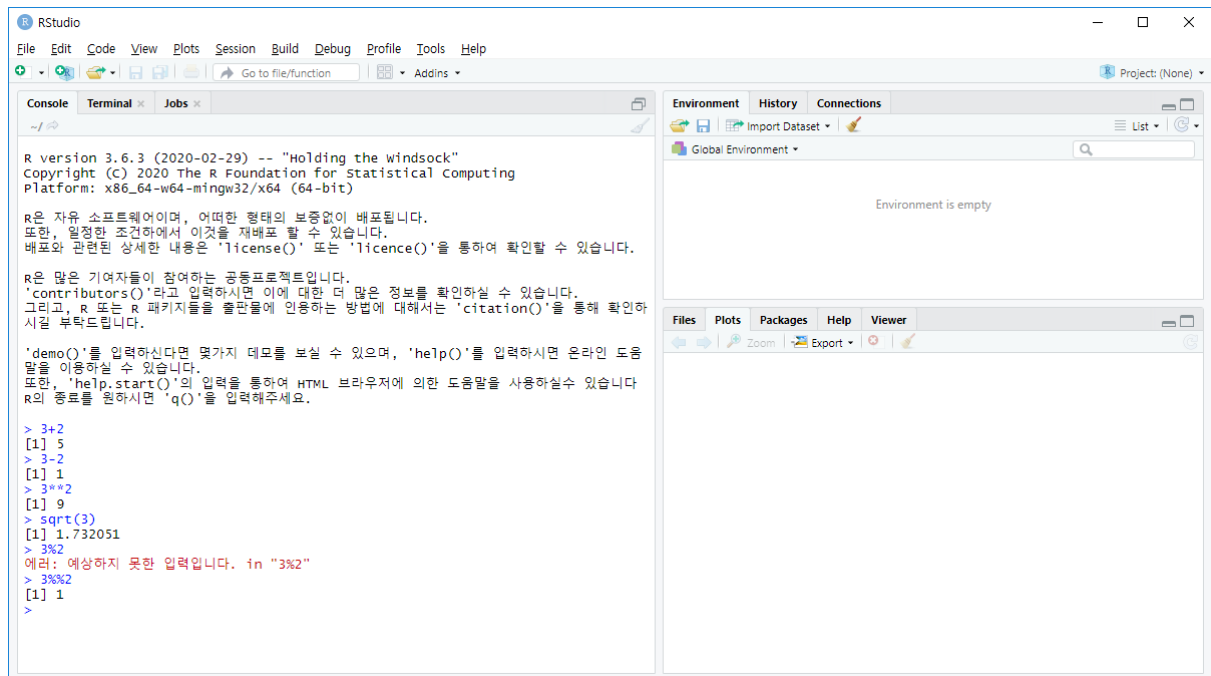 RStudio
File Edit Code View Plots Session Build Debug Profile Tools Help
Go to file/function Addins Project: (None)
Console Terminal Jobs
~/
R version 3.6.3 (2020-02-29) -- "Holding the Windsock"
Copyright (C) 2020 The R Foundation for Statistical Computing
Platform: x86_64-w64-mingw32/x64 (64-bit)
R은 자유 소프트웨어이며, 어떠한 형태의 보증없이 배포됩니다.
또한, 일정한 조건하에서 이것을 재배포 할 수 있습니다.
배포와 관련된 상세한 내용은 'license()' 또는 'licence()'을 통하여 확인할 수 있습니다.
R은 많은 기여자들이 참여하는 공동프로젝트입니다.
'contributors()'라고 입력하시면 이에 대한 더 많은 정보를 확인하실 수 있습니다.
그리고, R 또는 R 패키지들을 출판물에 인용하는 방법에 대해서는 'citation()'을 통해 확인하
시길 부탁드립니다.
'demo()'를 입력하신다면 몇가지 데모를 보실 수 있으며, 'help()'를 입력하시면 온라인 도움
말을 이용하실 수 있습니다.
또한, 'help.start()'의 입력을 통하여 HTML 브라우저에 의한 도움말을 사용하실수 있습니다
R의 종료를 원하시면 'q()'을 입력해주세요.
> 3+2
[1] 5
> 3-2
[1] 1
> 3**2
[1] 9
> sqrt(3)
[1] 1.732051
> 3%2
에러: 예상하지 못한 입력입니다. in "3%2"
> 3%%2
[1] 1
>
Environment History Connections
Import Dataset List
Global Environment
Environment is empty
Files Plots Packages Help Viewer
Zoom Export